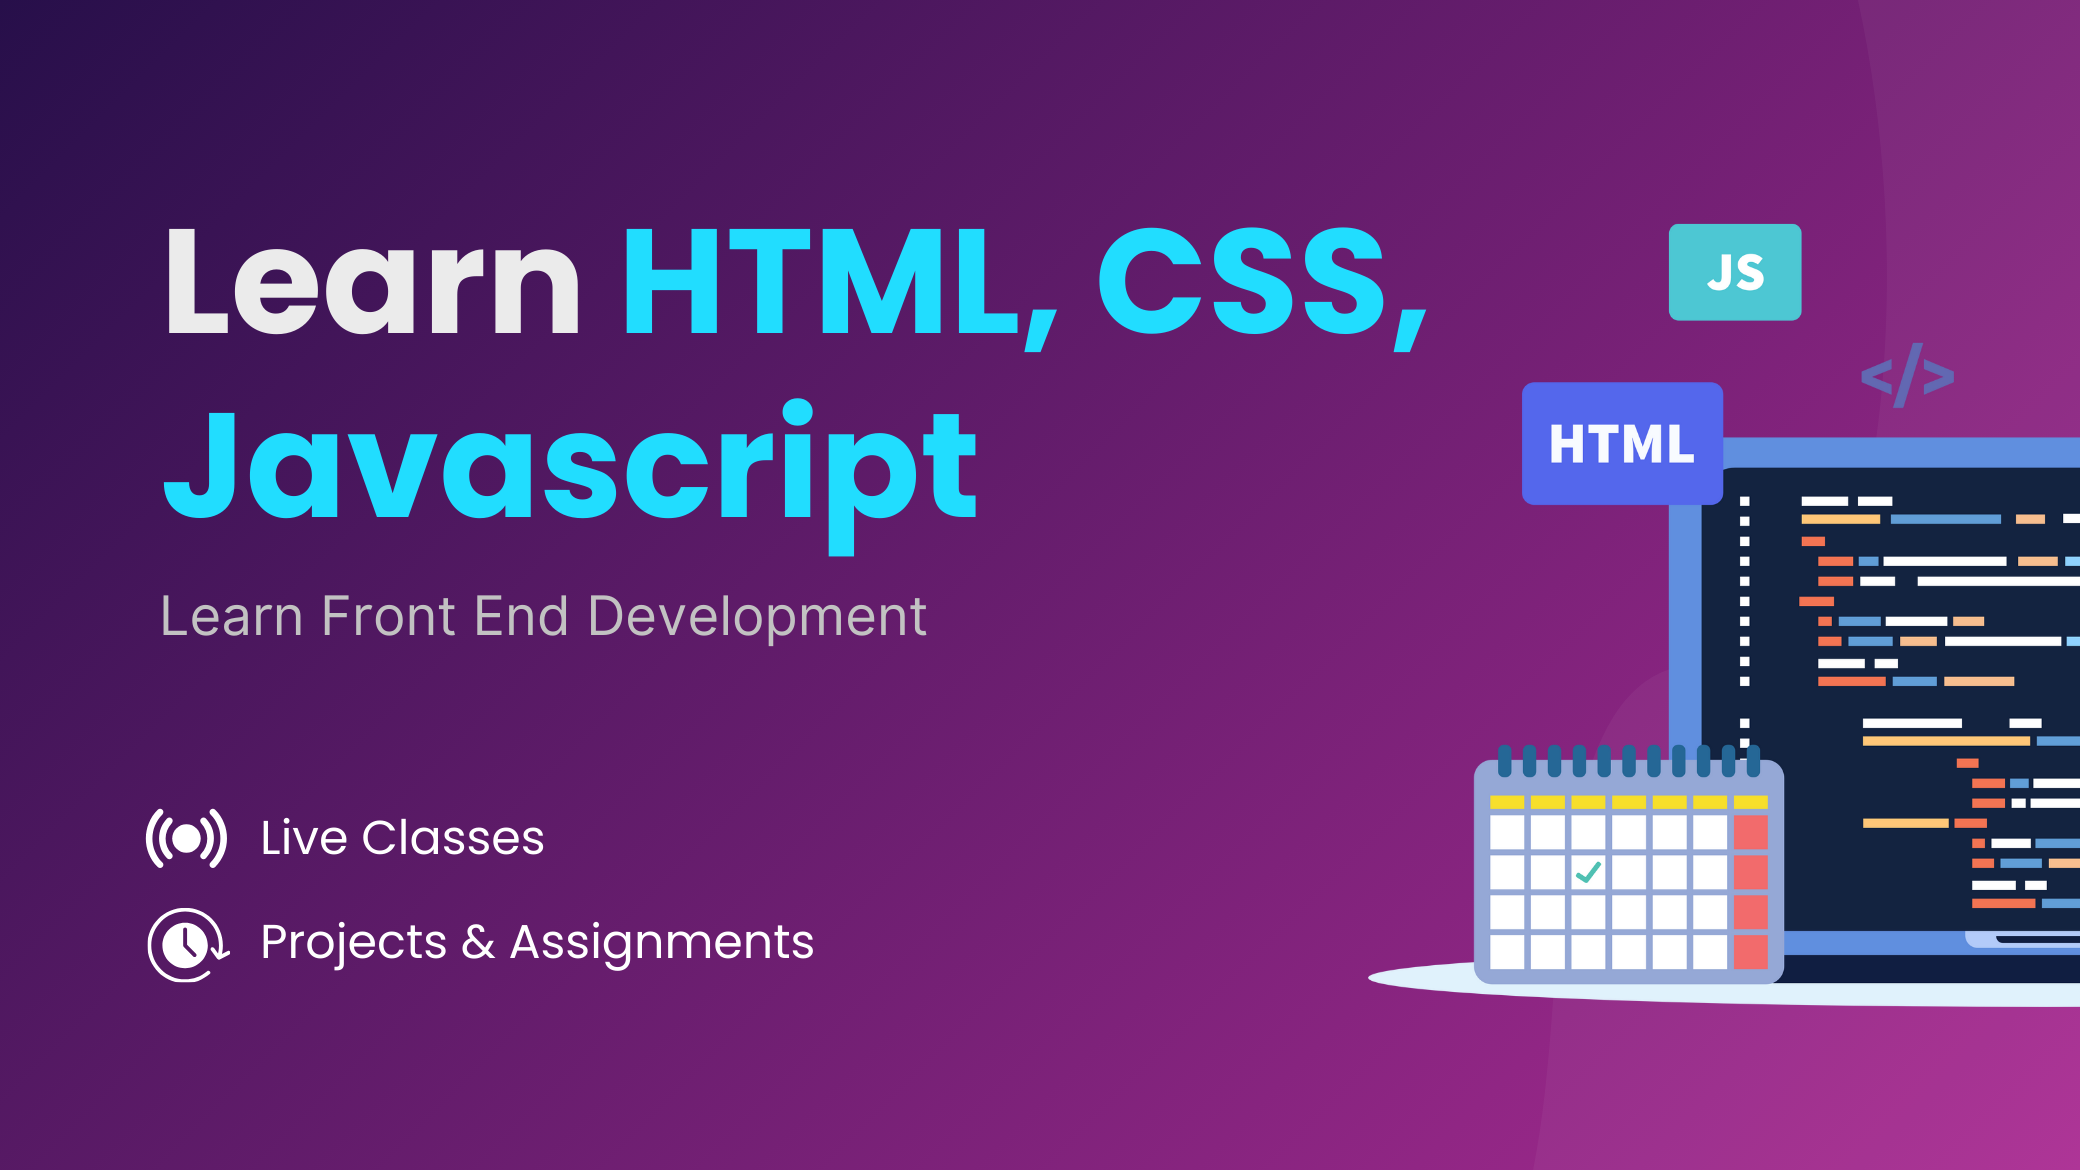 Learn HTML, CSS,
Javascript
Learn Front End Development
Live Classes
Projects & Assignments
JS
</>
HTML